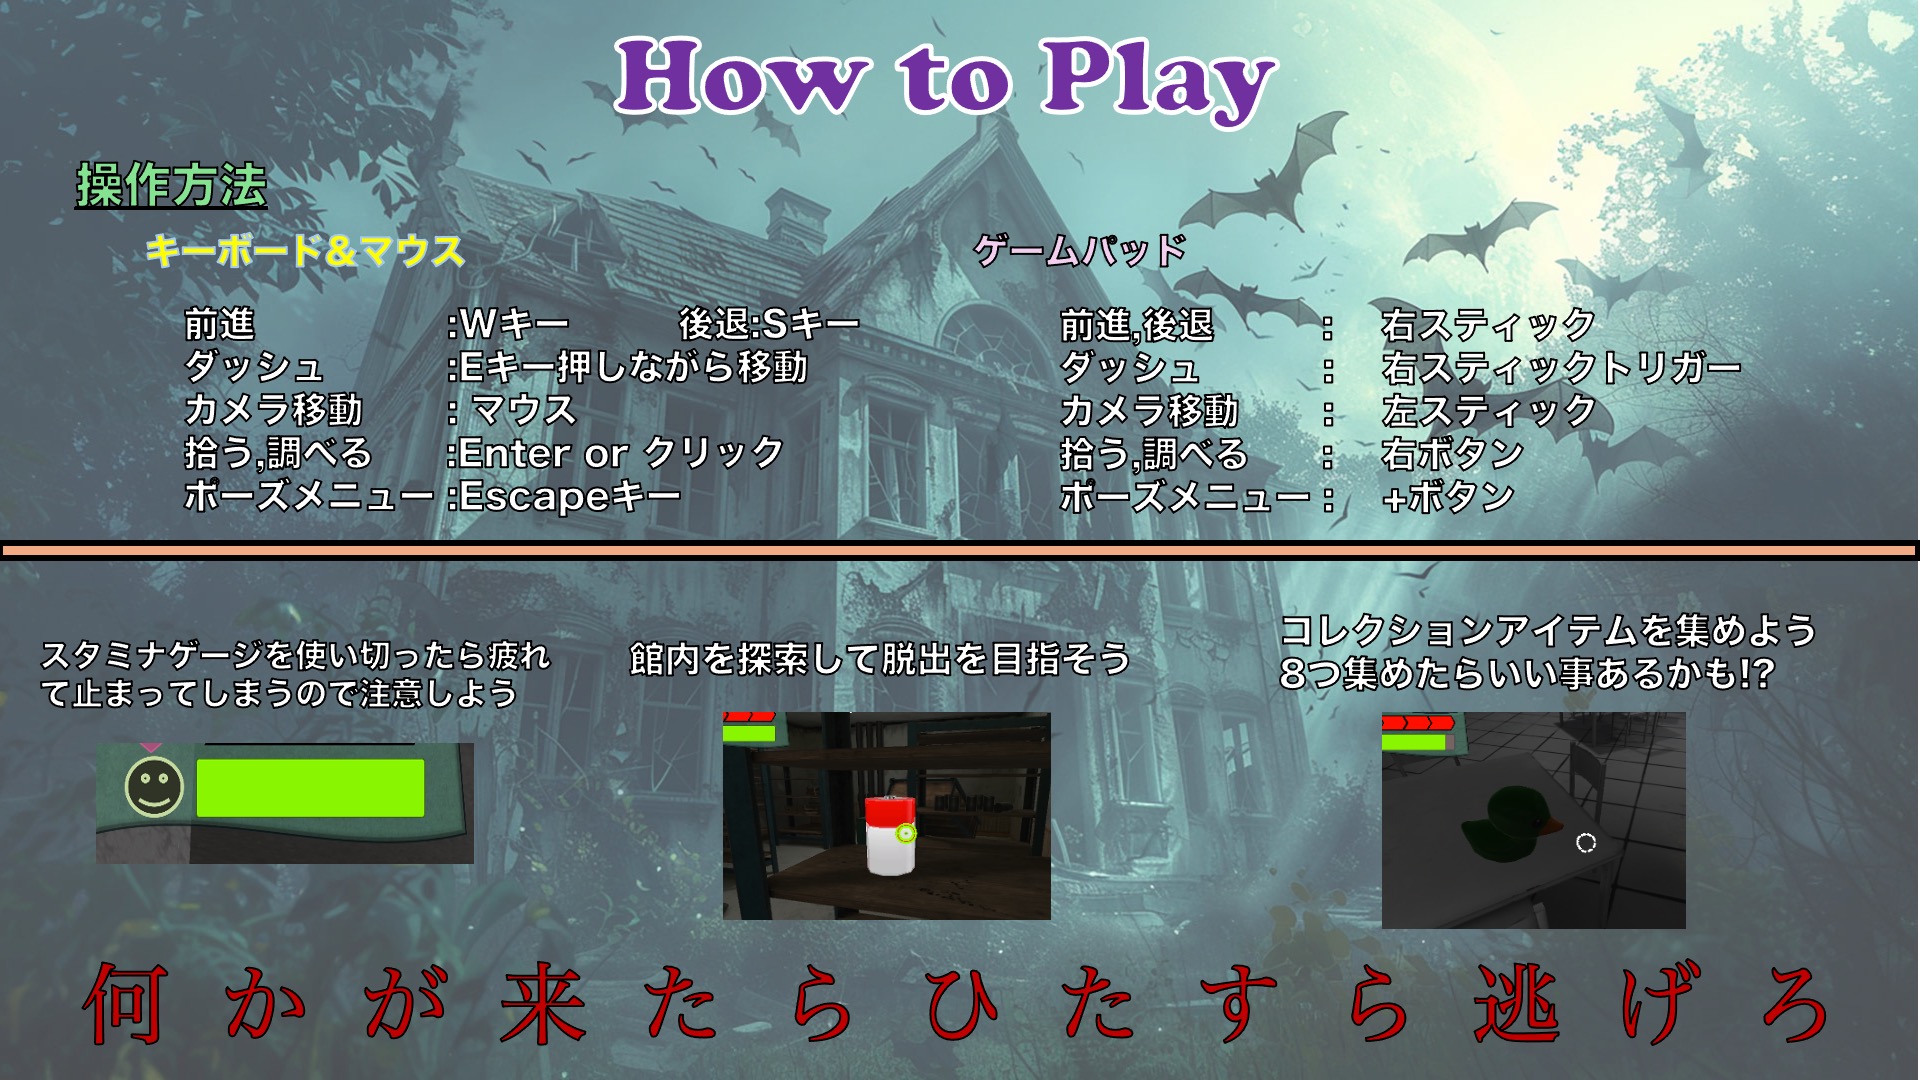 How to Play
操作方法
キーボード&マウス
前進 :Wキー 後退:Sキー
ダッシュ :Eキー押しながら移動
カメラ移動 : マウス
拾う,調べる :Enter or クリック
ポーズメニュー :Escapeキー
ゲームパッド
前進,後退 : 右スティック
ダッシュ : 右スティックトリガー
カメラ移動 : 左スティック
拾う,調べる : 右ボタン
ポーズメニュー : +ボタン
スタミナゲージを使い切ったら疲れ
て止まってしまうので注意しよう
館内を探索して脱出を目指そう
コレクションアイテムを集めよう
8つ集めたらいい事あるかも!?
何かが来たらひたすら逃げろ